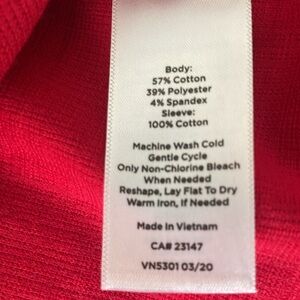 Body:
57% Cotton
39% Polyester
4% Spandex
Sleeve:
100% Cotton
Machine Wash Cold
Gentle Cycle
Only Non-Chlorine Bleach
When Needed
Reshape, Lay Flat To Dry
Warm Iron, If Needed
Made in Vietnam
CA# 23147
VN5301 03/20